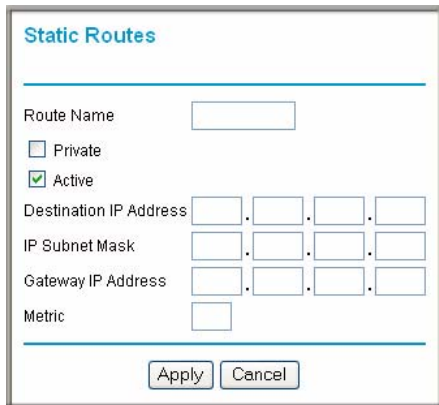 Static Routes
Route Name
Private
Active
Destination IP Address . . .
IP Subnet Mask . . .
Gateway IP Address . . .
Metric
Apply Cancel